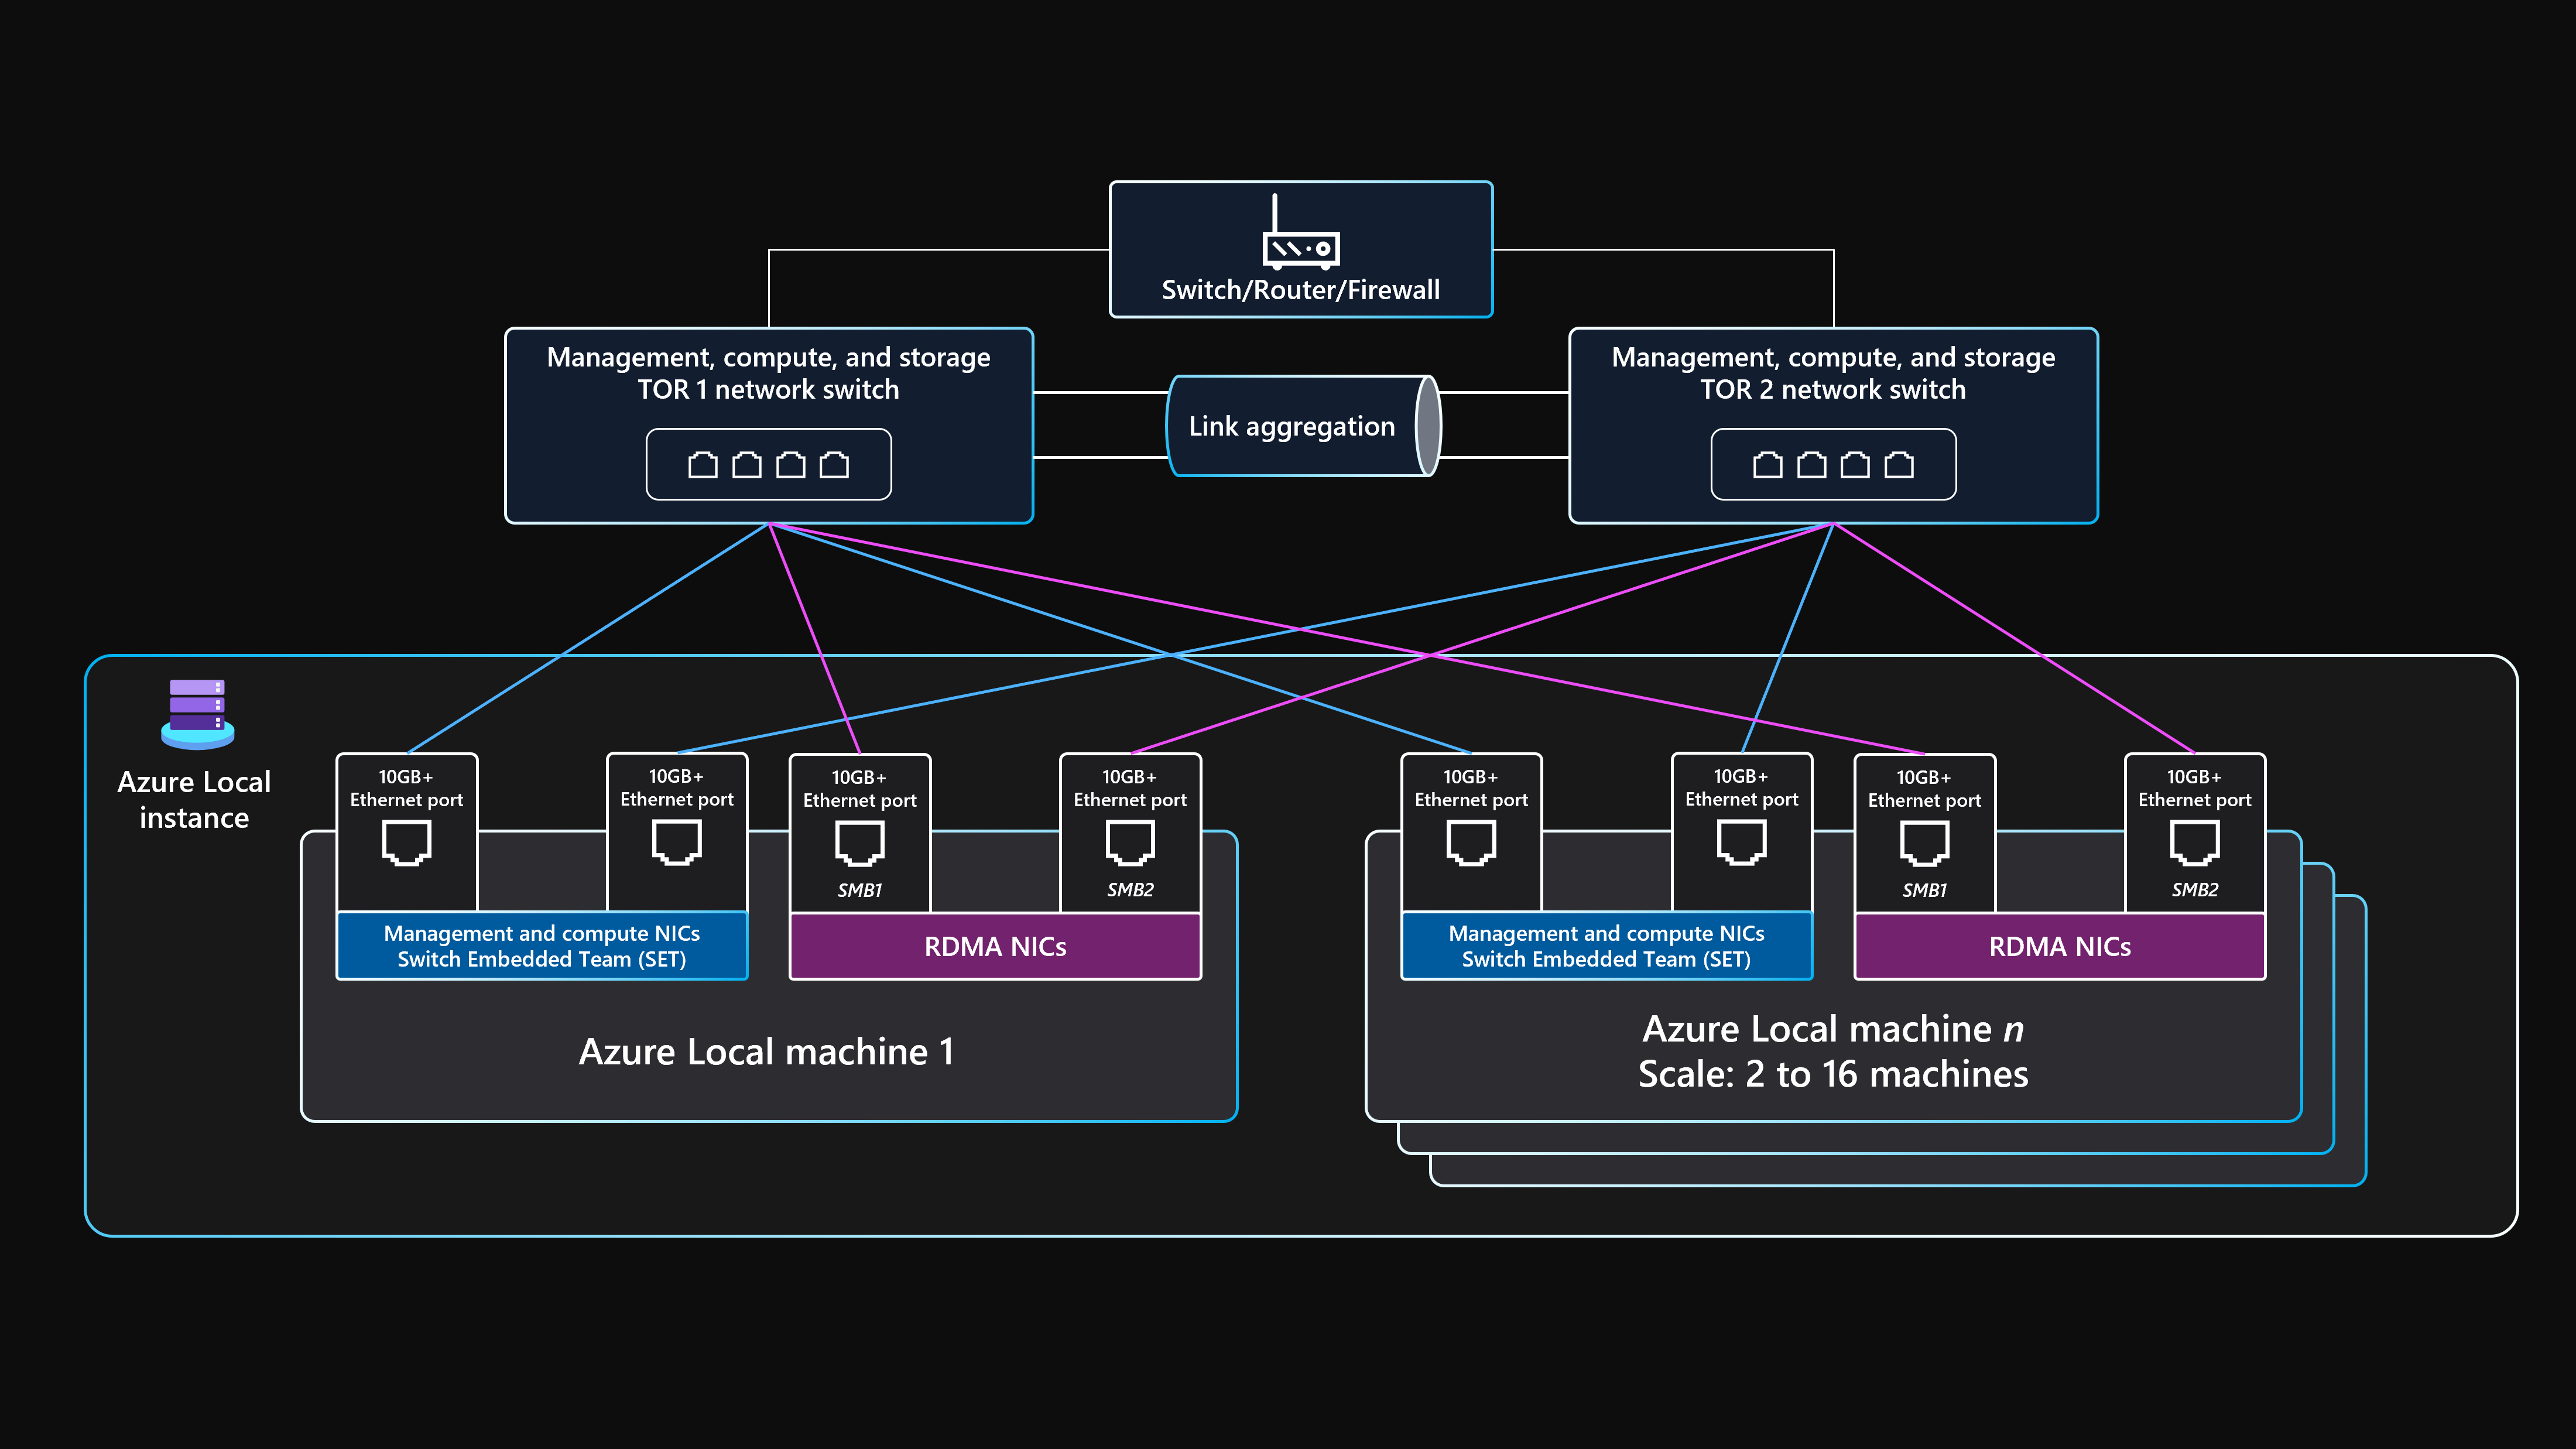 Switch/Router/Firewall
Management, compute, and storage
TOR 1 network switch
Link aggregation
Management, compute, and storage
TOR 2 network switch
Azure Local
instance
10GB+
Ethernet port
10GB+
Ethernet port
10GB+
Ethernet port
SMB1
10GB+
Ethernet port
SMB2
Management and compute NICs
Switch Embedded Team (SET)
RDMA NICs
Azure Local machine 1
10GB+
Ethernet port
10GB+
Ethernet port
10GB+
Ethernet port
SMB1
10GB+
Ethernet port
SMB2
Management and compute NICs
Switch Embedded Team (SET)
RDMA NICs
Azure Local machine n
Scale: 2 to 16 machines